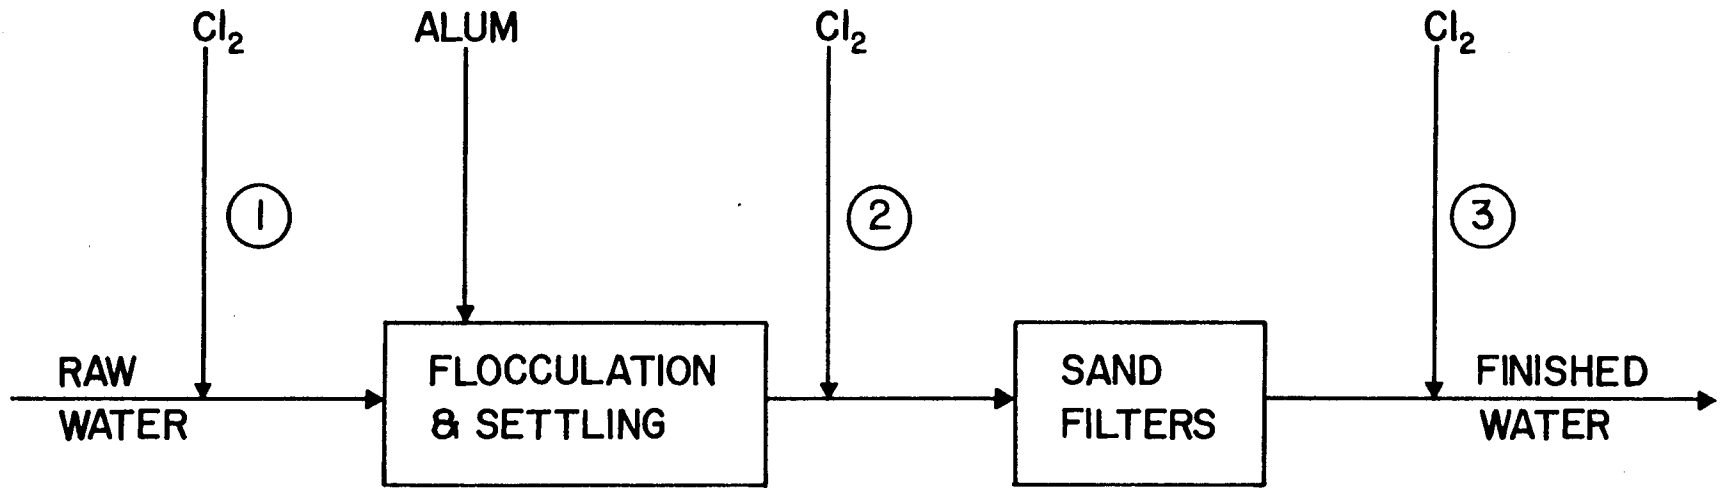 Cl₂
ALUM
Cl₂
Cl₂
1
2
3
RAW
WATER
FLOCCULATION
& SETTLING
SAND
FILTERS
FINISHED
WATER